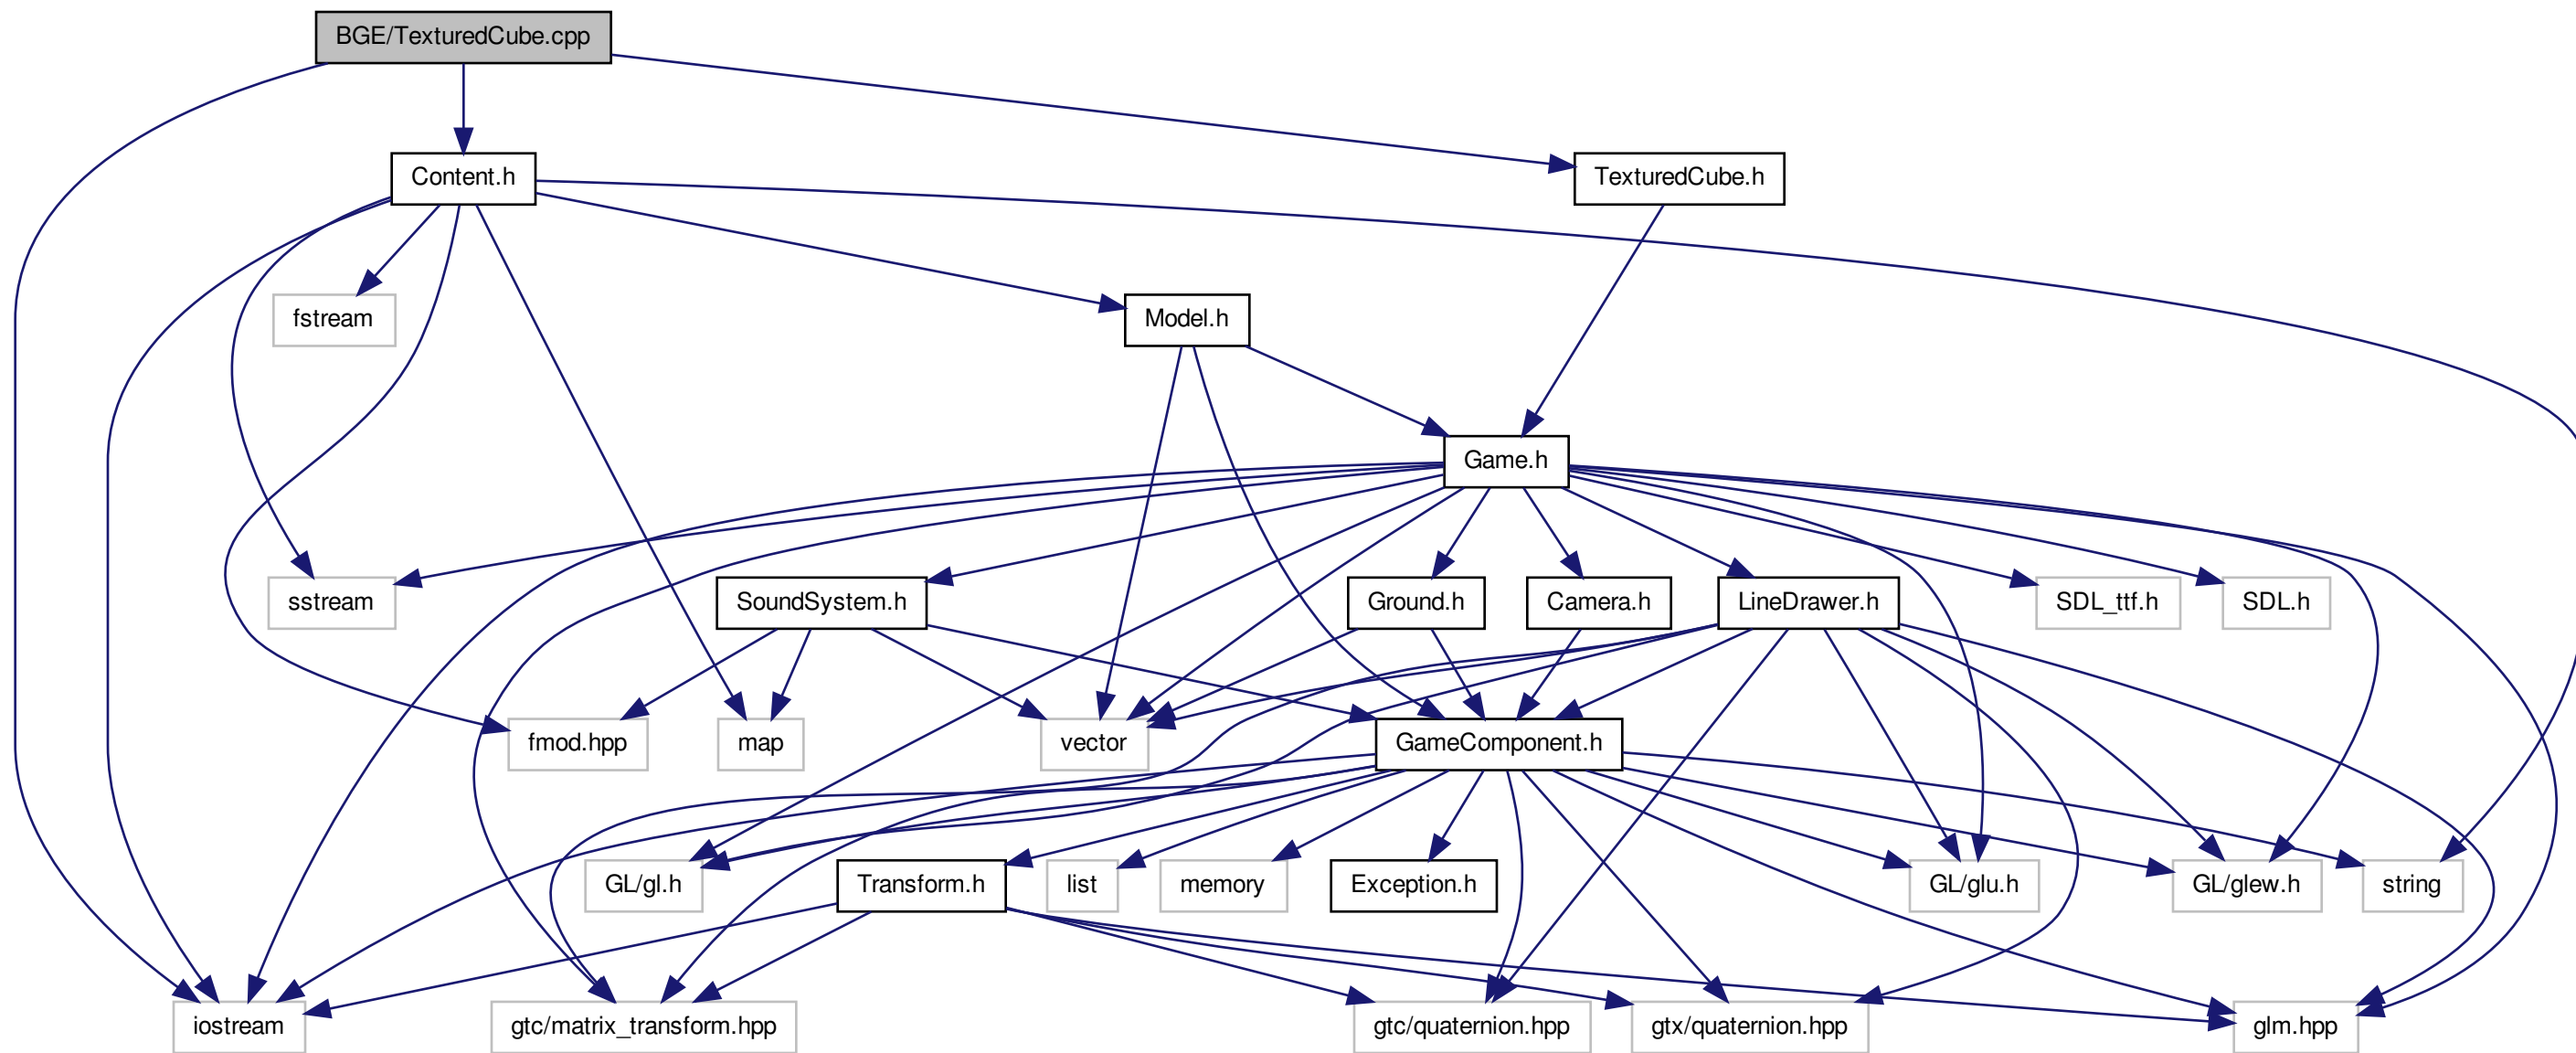 BGE/TexturedCube.cpp
Content.h
TexturedCube.h
fstream
Model.h
Game.h
sstream
SoundSystem.h
Ground.h
Camera.h
LineDrawer.h
SDL_ttf.h
SDL.h
fmod.hpp
map
vector
GameComponent.h
GL/gl.h
Transform.h
list
memory
Exception.h
GL/glu.h
GL/glew.h
string
iostream
gtc/matrix_transform.hpp
gtc/quaternion.hpp
gtx/quaternion.hpp
glm.hpp